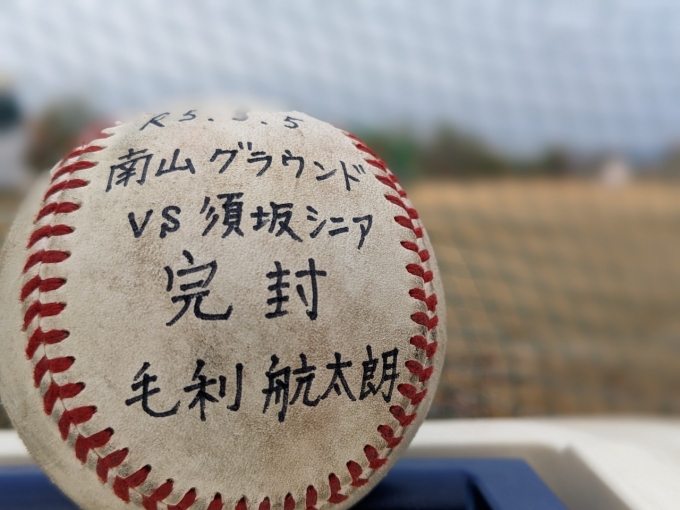 R5.3.5
南山グラウンド
VS 須坂シニア
完封
毛利 航太朗